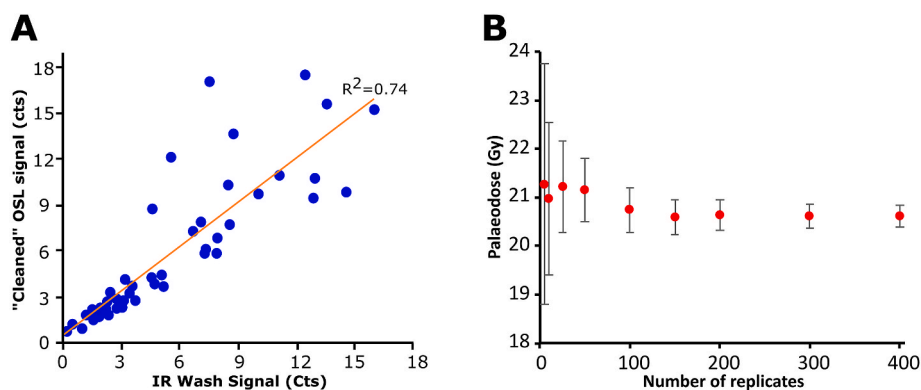 A
"Cleaned" OSL signal (cts)
18
15
12
9
6
3
0
R²=0.74
0 3 6 9 12 15 18
IR Wash Signal (Cts)
B
Palaeodose (Gy)
24
23
22
21
20
19
18
0 100 200 300 400
Number of replicates